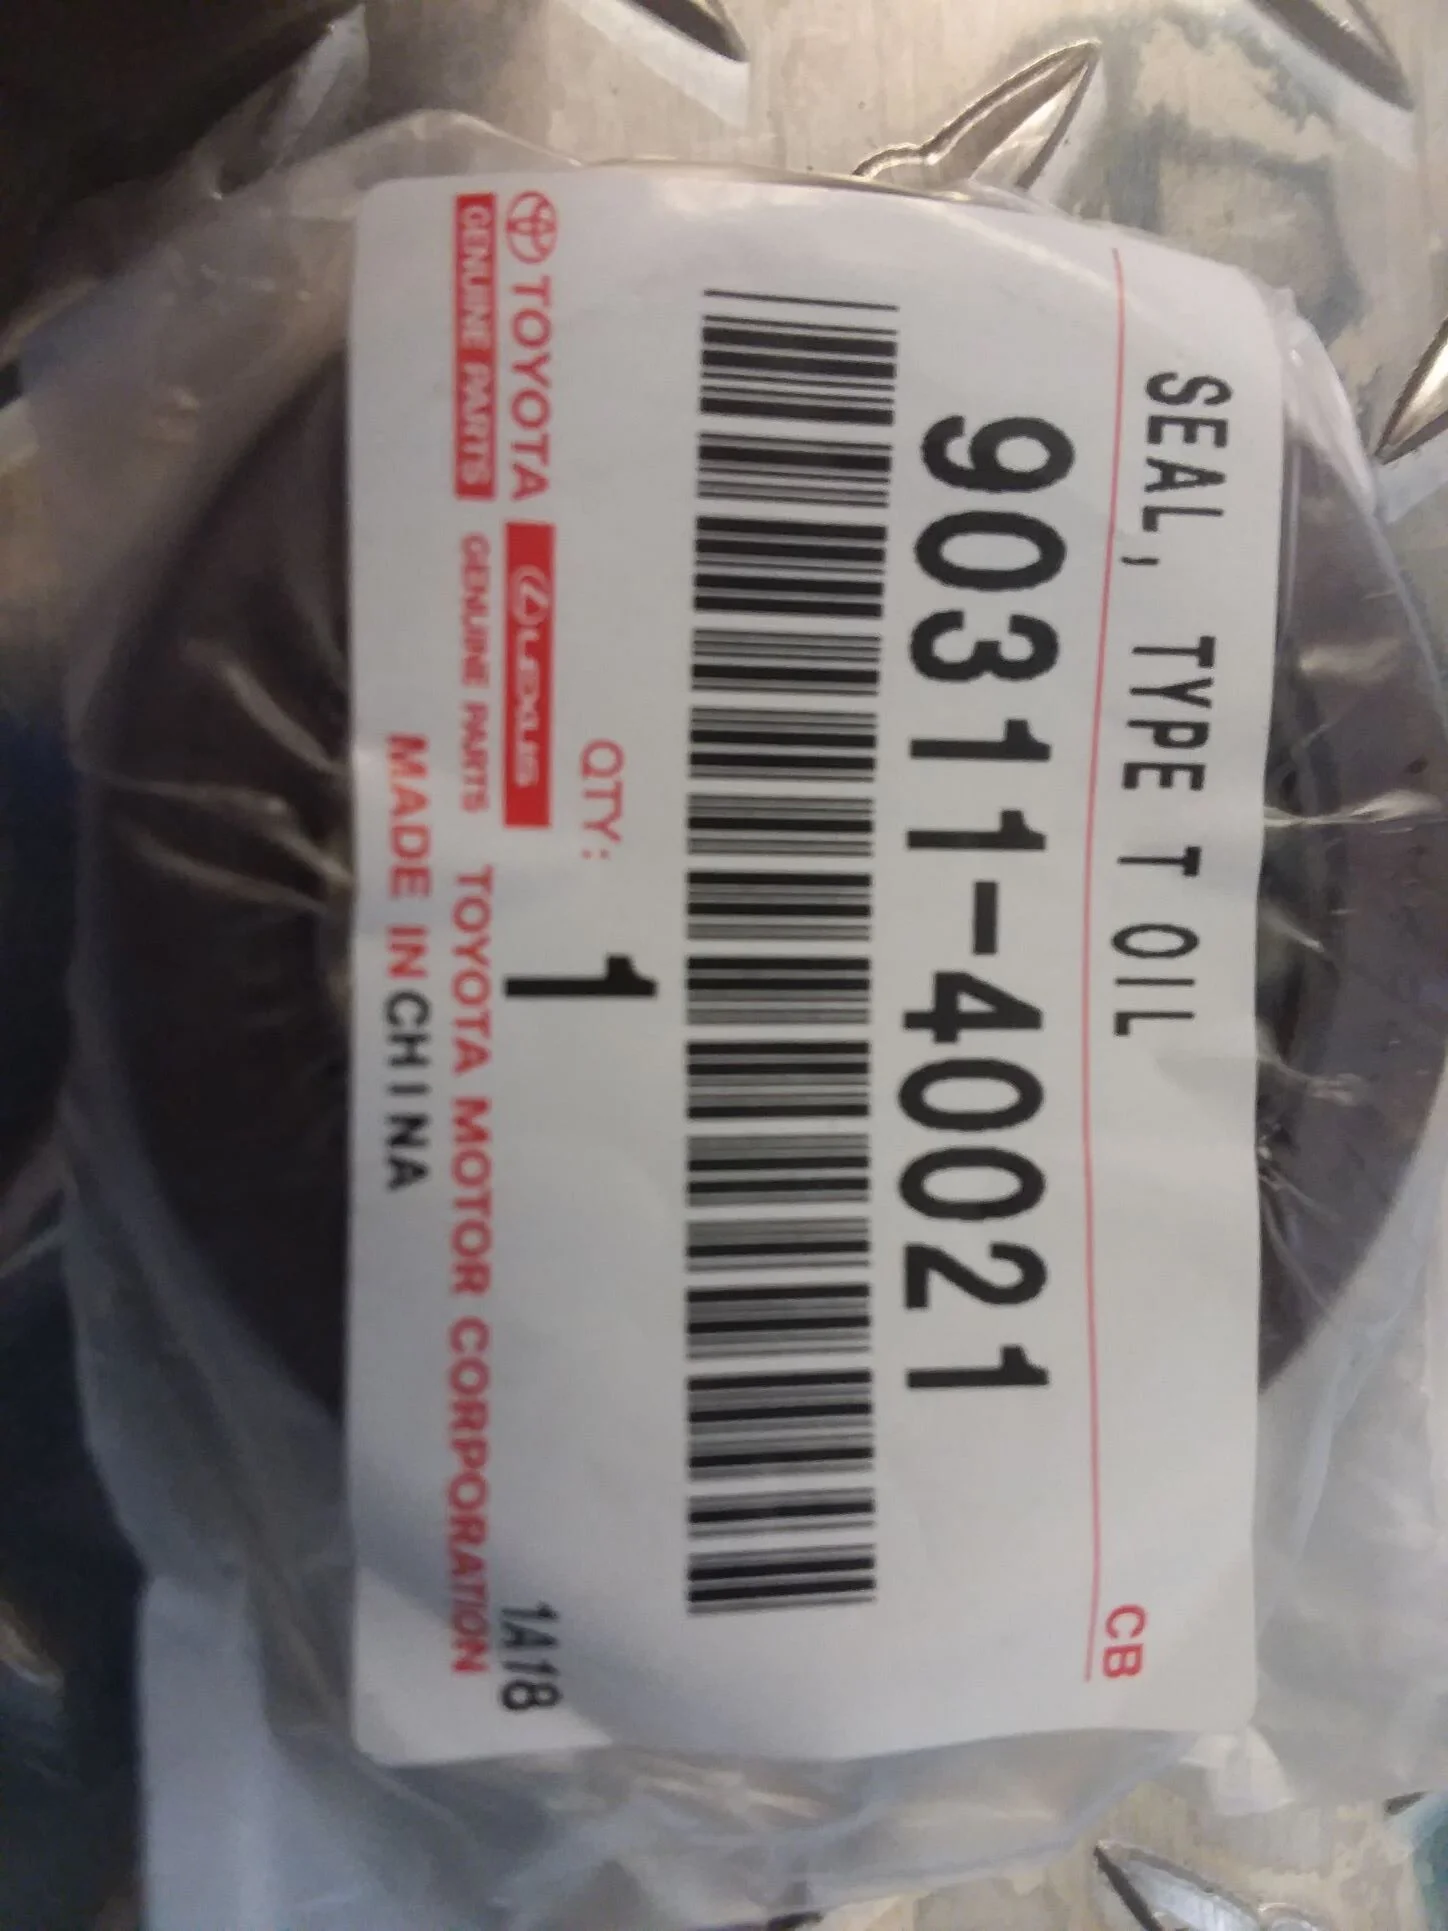 SEAL, TYPE T OIL
CB
90311-40021
QTY: 1
TOYOTA
GENUINE PARTS
LEXUS
GENUINE PARTS
1A18
TOYOTA MOTOR CORPORATION
MADE IN CHINA